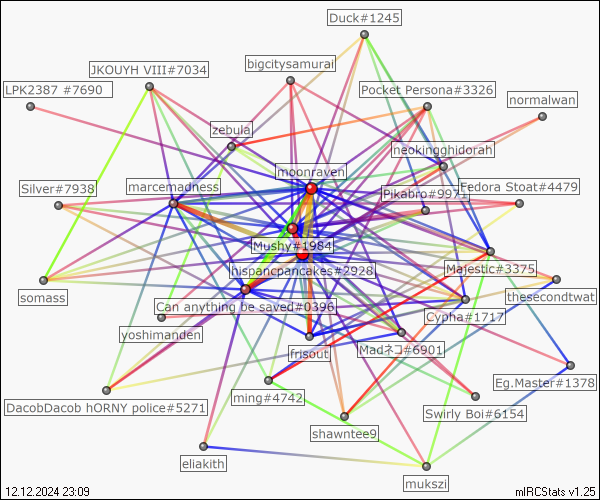 Duck#1245
bigcitysamurai
JKOUYH VIII#7034
LPK2387 #7690
Pocket Persona#3326
normalwan
zebula
neokingghidorah
moonraven
Silver#7938
marcemadness
Pikabro#9971
Fedora Stoat#4479
Mushy#1984
hispancpancakes#2928
Majestic#3375
somass
Can anything be saved#0396
thesecondtwat
Cypha#1717
yoshimanden
frisout
Madネコ#6901
Eg.Master#1378
DacobDacob hORNY police#5271
ming#4742
Swirly Boi#6154
shawntee9
eliakith
mukszi
12.12.2024 23:09
mIRCStats v1.25